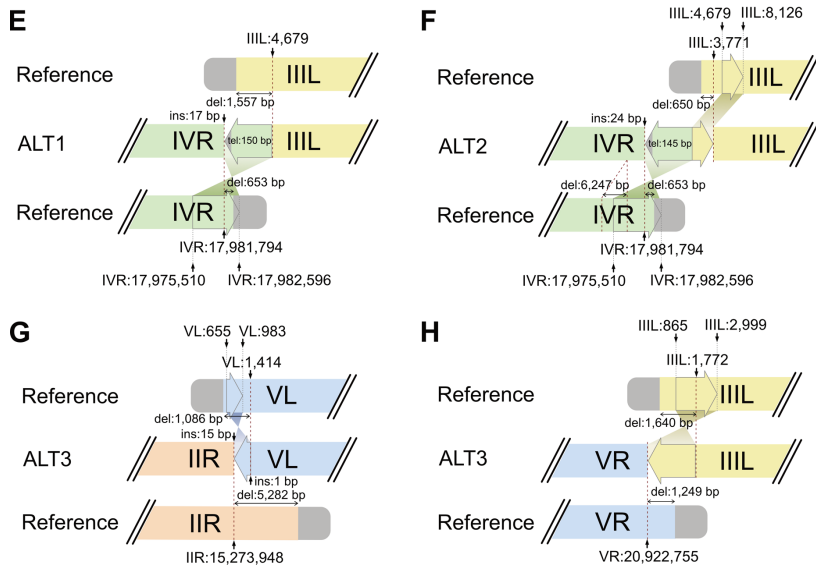 E
IIIL:4,679
Reference
IIIL
del:1,557 bp
ins:17 bp
ALT1
IVR
tel:150 bp
IIIL
del:653 bp
Reference
IVR
IVR:17,981,794
IVR:17,975,510
IVR:17,982,596
F
IIIL:4,679
IIIL:8,126
IIIL:3,771
Reference
IIIL
del:650 bp
ins:24 bp
ALT2
IVR
tel:145 bp
IIIL
del:6,247 bp
del:653 bp
Reference
IVR
IVR:17,981,794
IVR:17,975,510
IVR:17,982,596
G
VL:655
VL:983
VL:1,414
Reference
VL
del:1,086 bp
ins:15 bp
ALT3
IIR
VL
ins:1 bp
del:5,282 bp
Reference
IIR
IIR:15,273,948
H
IIIL:865
IIIL:2,999
IIIL:1,772
Reference
IIIL
del:1,640 bp
ALT3
VR
IIIL
del:1,249 bp
Reference
VR
VR:20,922,755